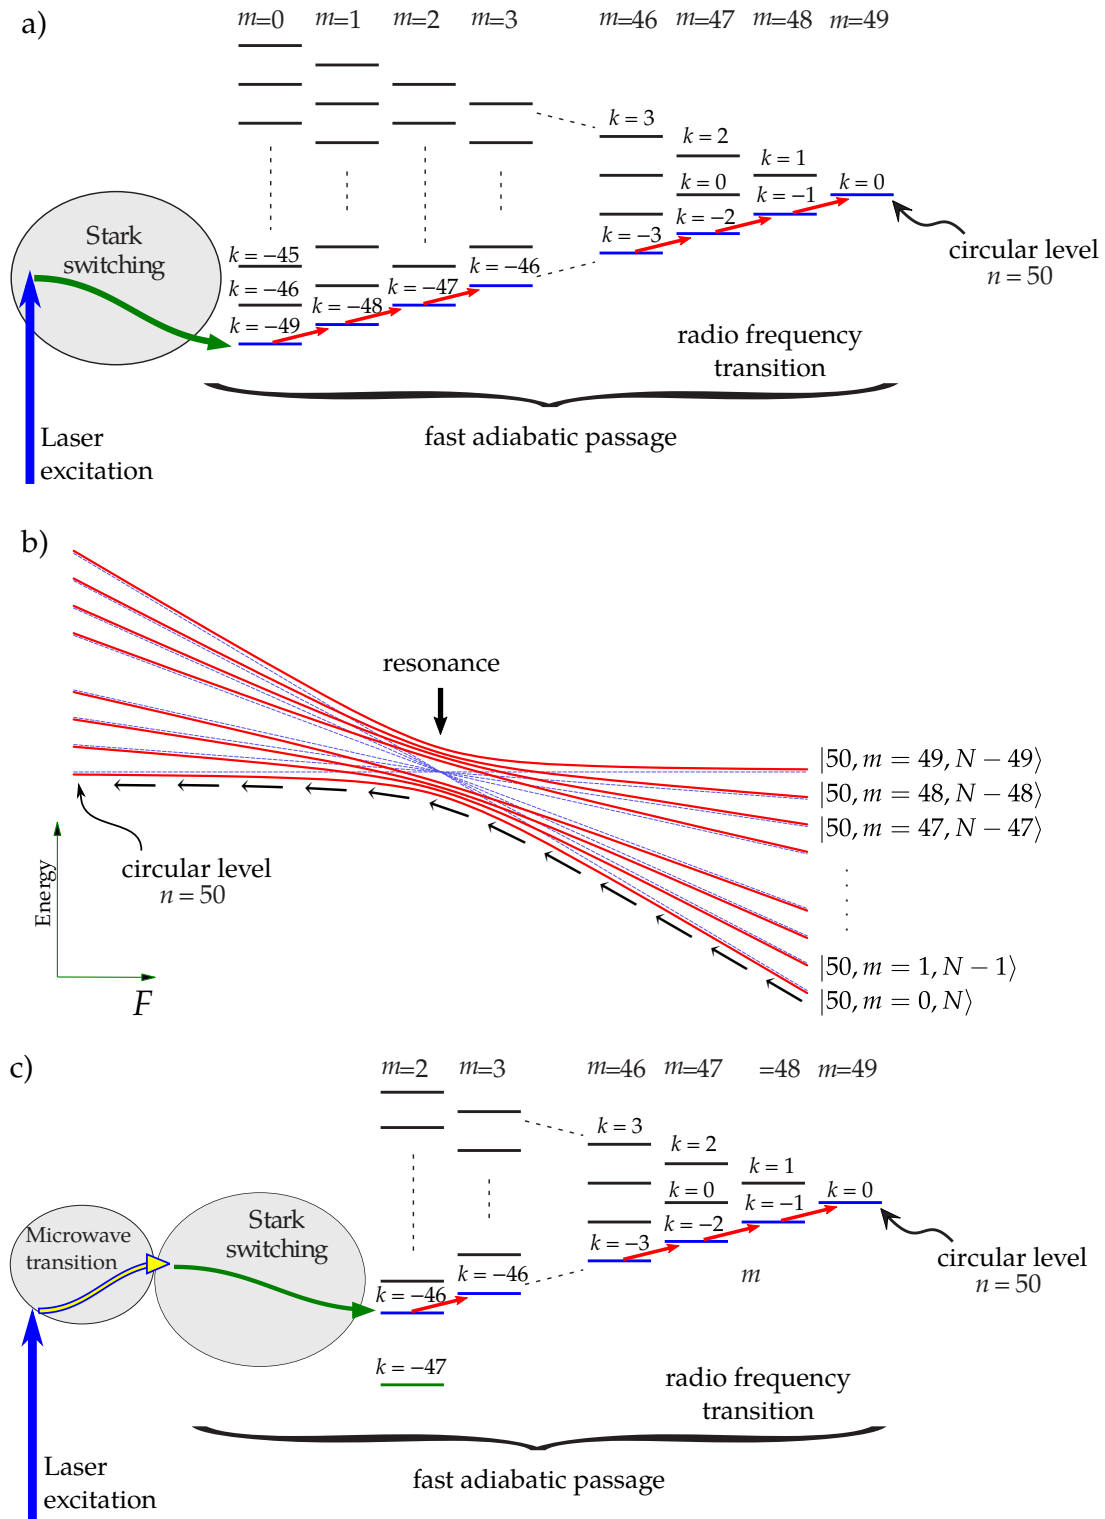 a)
m=0 m=1 m=2 m=3 m=46 m=47 m=48 m=49
k = 3
k = 2
k = 1
k = 0
k = −1
k = 0
k = −2
k = −3
Stark
switching
k = −45
k = −46
k = −49
k = −48
k = −47
k = −46
circular level
n = 50
radio frequency
transition
Laser
excitation
fast adiabatic passage
b)
resonance
|50, m = 49, N − 49⟩
|50, m = 48, N − 48⟩
|50, m = 47, N − 47⟩
|50, m = 1, N − 1⟩
|50, m = 0, N⟩
circular level
n = 50
Energy
F
c)
m=2 m=3 m=46 m=47 =48 m=49
k = 3
k = 2
k = 1
k = 0
k = −1
k = 0
k = −2
k = −3
Microwave
transition
Stark
switching
k = −46
k = −46
k = −47
m
circular level
n = 50
radio frequency
transition
Laser
excitation
fast adiabatic passage